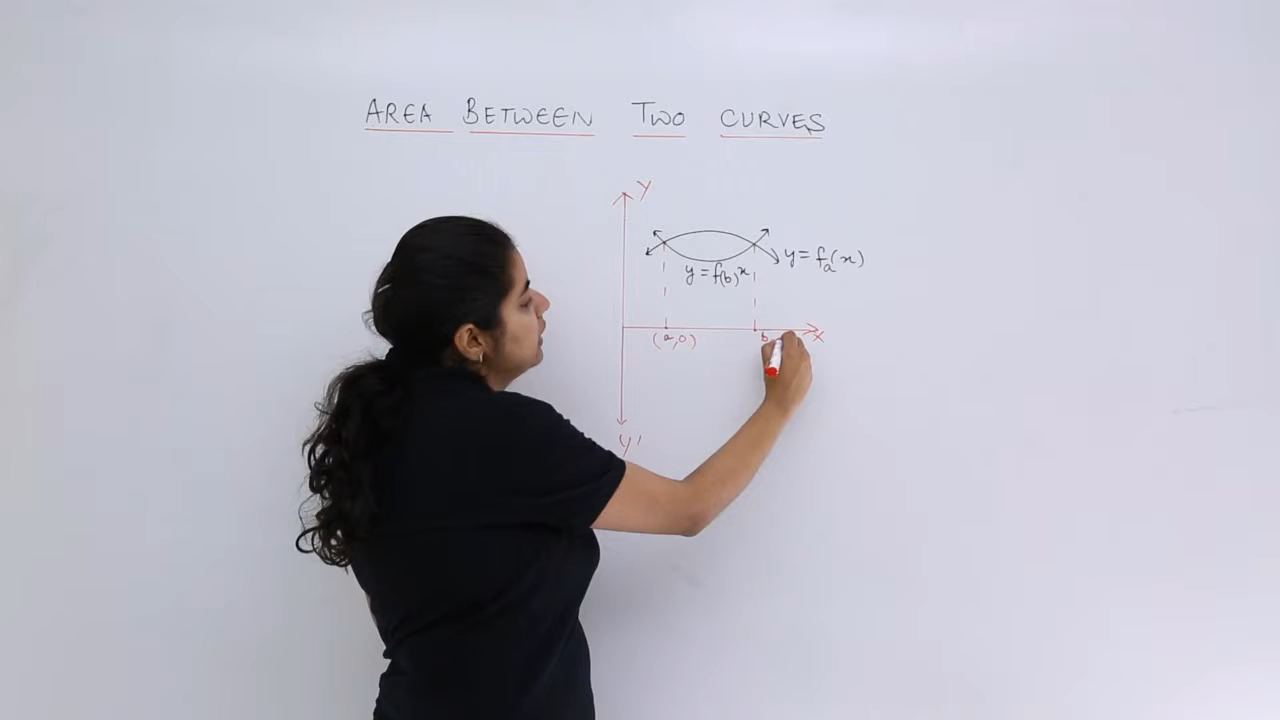 AREA BETWEEN TWO CURVES
Y
y = fₐ(x)
y = f(b)ˣ
(a,0)
b
X
Y'